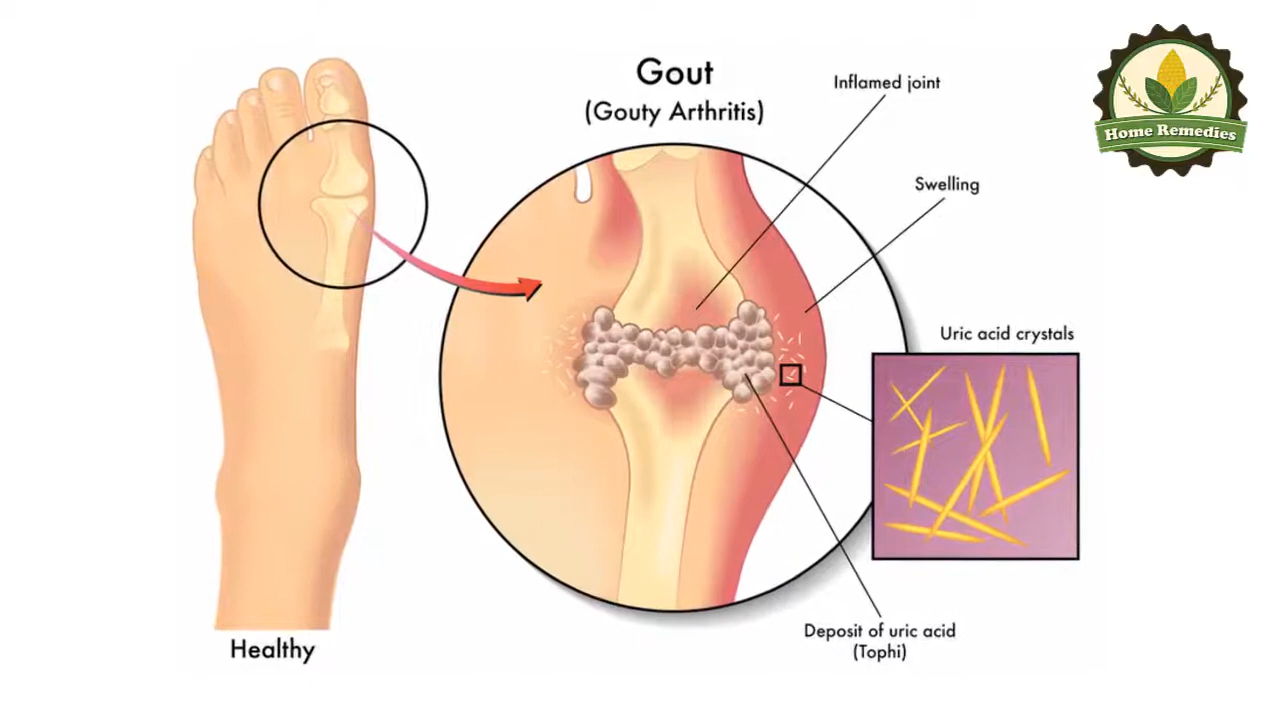 Gout
(Gouty Arthritis)
Inflamed joint
Home Remedies
Swelling
Uric acid crystals
Deposit of uric acid
(Tophi)
Healthy